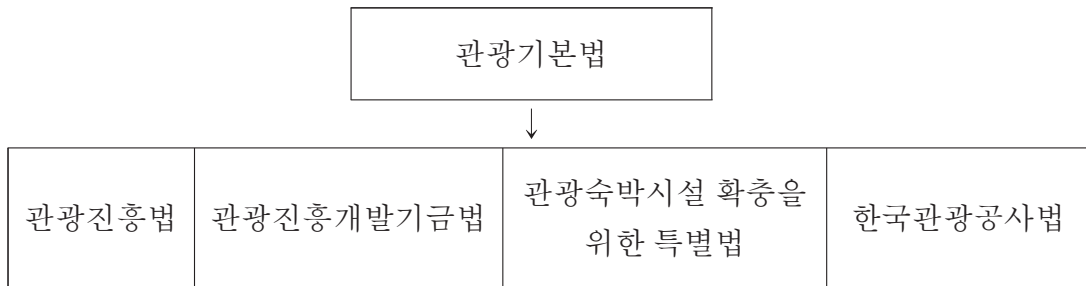 관광기본법
↓
관광진흥법
관광진흥개발기금법
관광숙박시설 확충을
위한 특별법
한국관광공사법